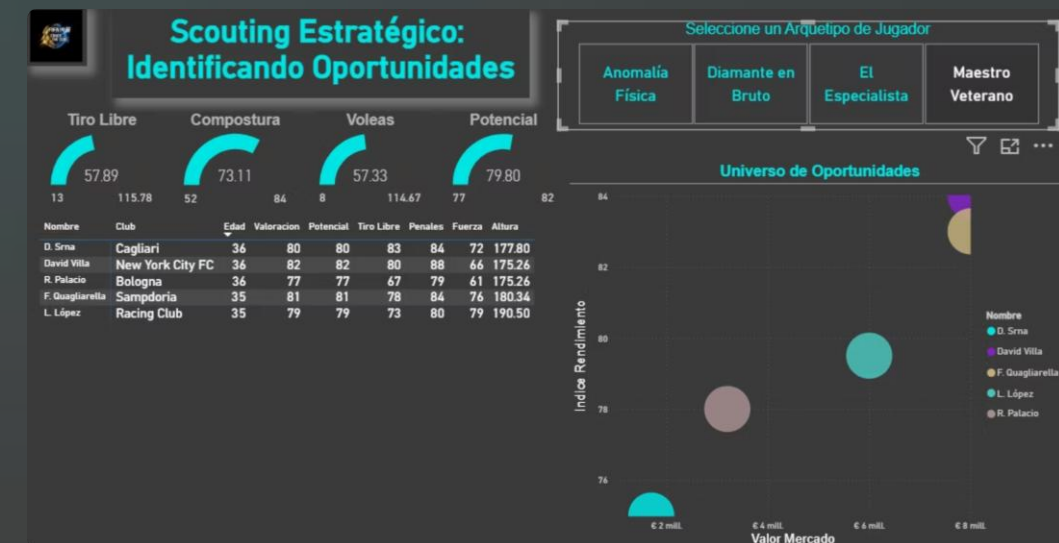 Scouting Estratégico:
Identificando Oportunidades
Seleccione un Arquetipo de Jugador
Anomalía
Física
Diamante en
Bruto
El
Especialista
Maestro
Veterano
Tiro Libre
57.89
13 115.78
Compostura
73.11
52 84
Voleas
57.33
8 114.67
Potencial
79.80
77 82
Nombre Club Edad Valoracion Potencial Tiro Libre Penales Fuerza Altura
D. Srna Cagliari 36 80 80 83 84 72 177.80
David Villa New York City FC 36 82 82 80 88 66 175.26
R. Palacio Bologna 36 77 77 67 79 61 175.26
F. Quagliarella Sampdoria 35 81 81 78 84 76 180.34
L. López Racing Club 35 79 79 73 80 79 190.50
Universo de Oportunidades
Indice Rendimiento
84
82
80
78
76
€ 2 mill. € 4 mill. € 6 mill. € 8 mill.
Valor Mercado
Nombre
D. Srna
David Villa
F. Quagliarella
L. López
R. Palacio